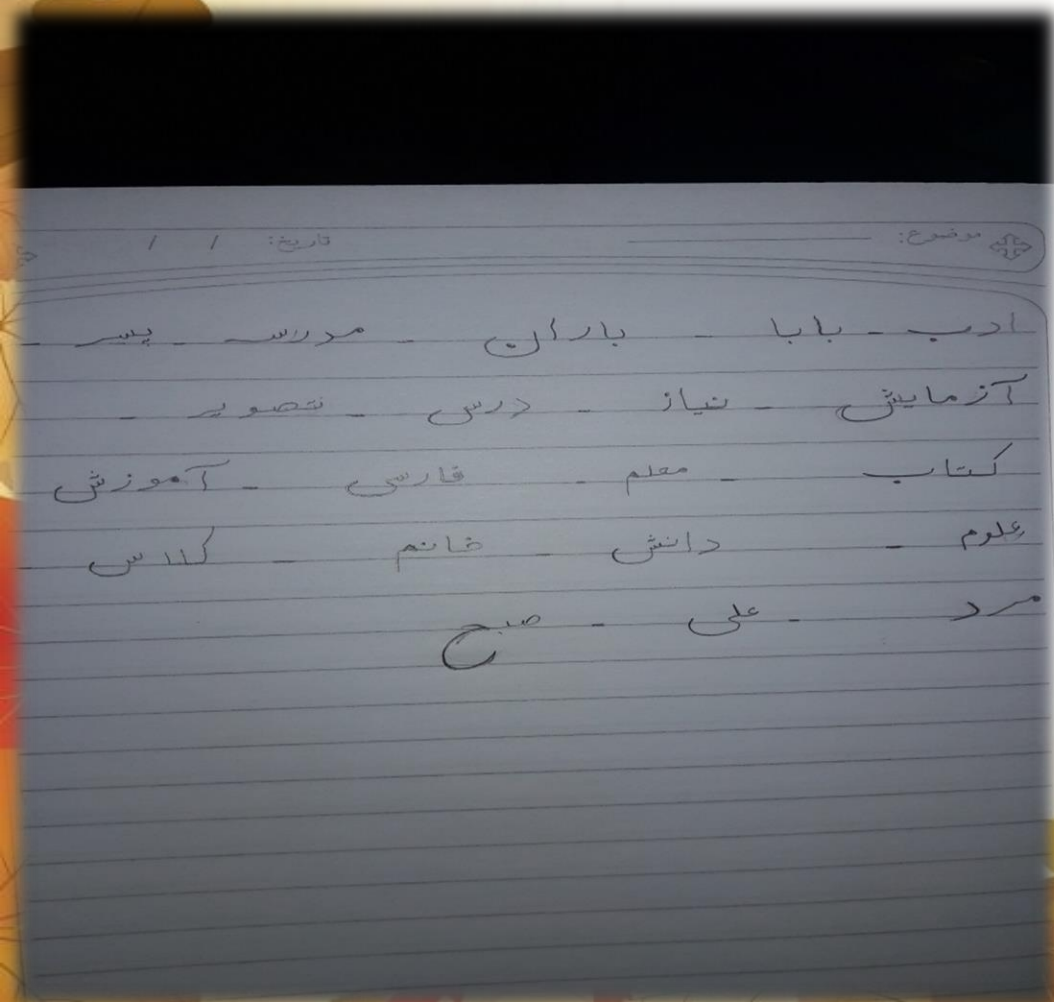 موضوع: تاریخ: / /
ادب - بابا - باران - مدرسه - پسر -
آزمایش - نیاز - درس - تصویر -
کتاب - معلم - فارسی - آموزش
علوم - دانش - خانم - کلاس -
مرد - علی - صبح